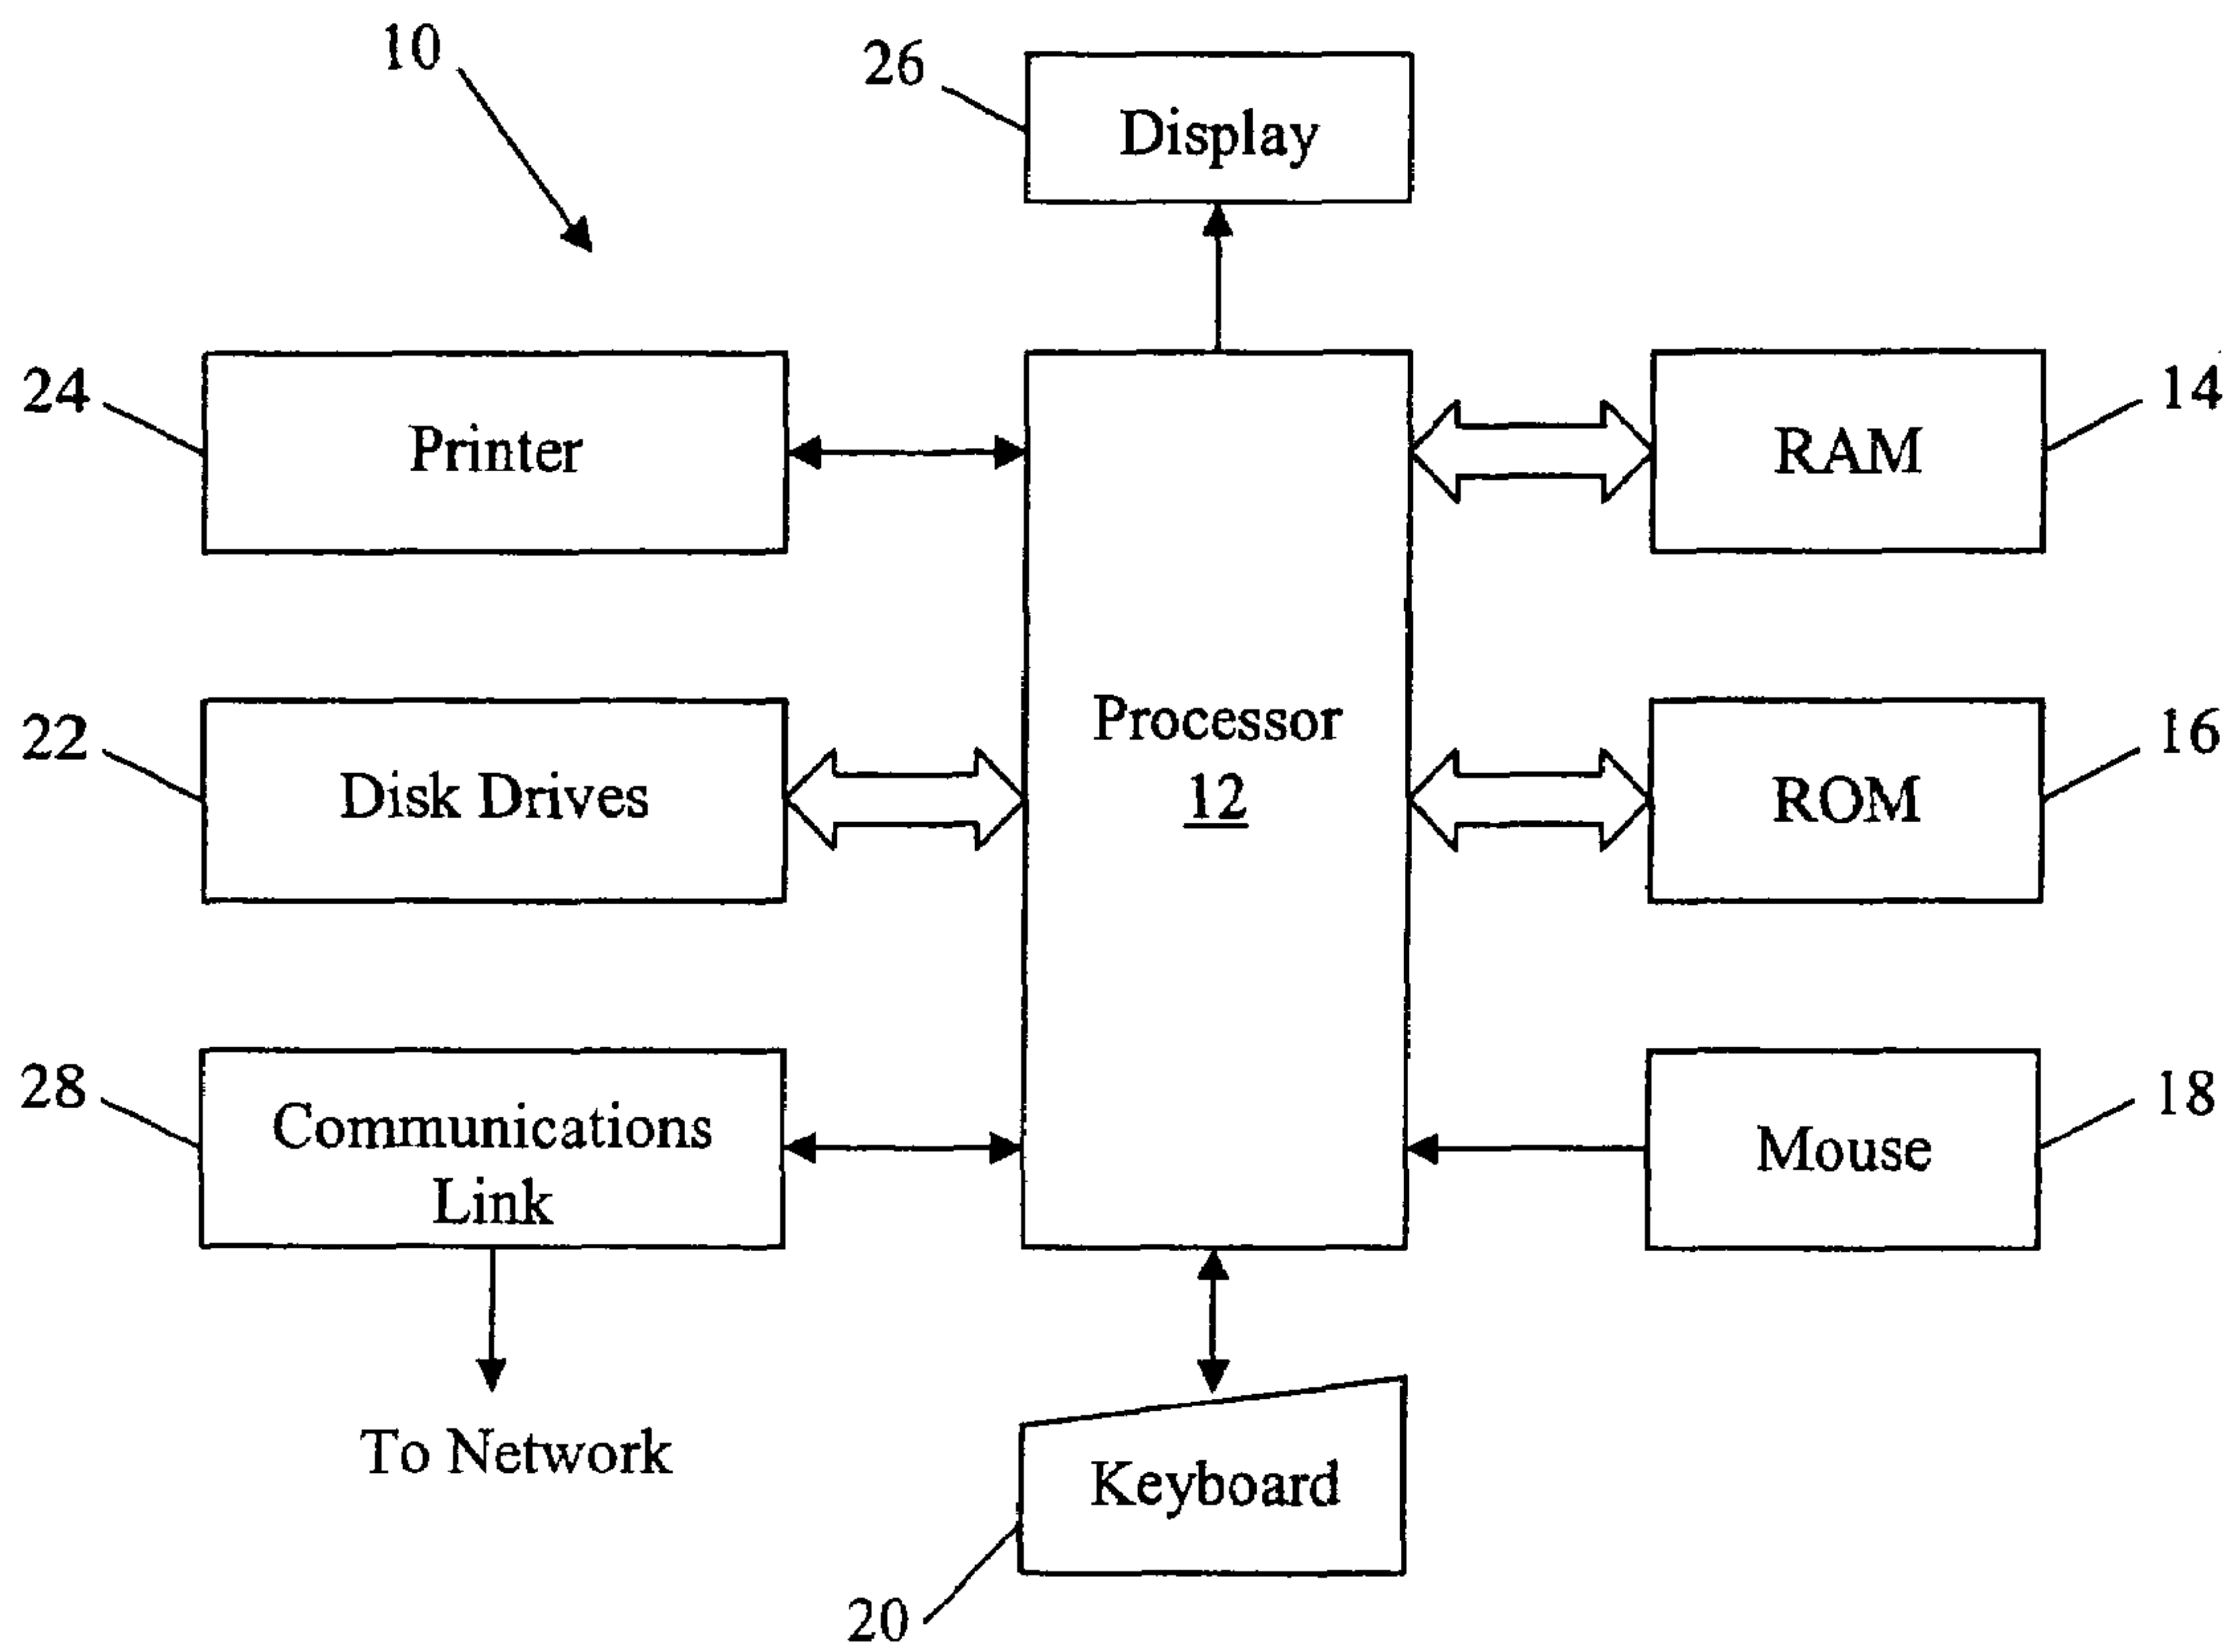 10
26
Display
24
Printer
RAM
14
22
Disk Drives
Processor
12
ROM
16
28
Communications
Link
Mouse
18
To Network
Keyboard
20